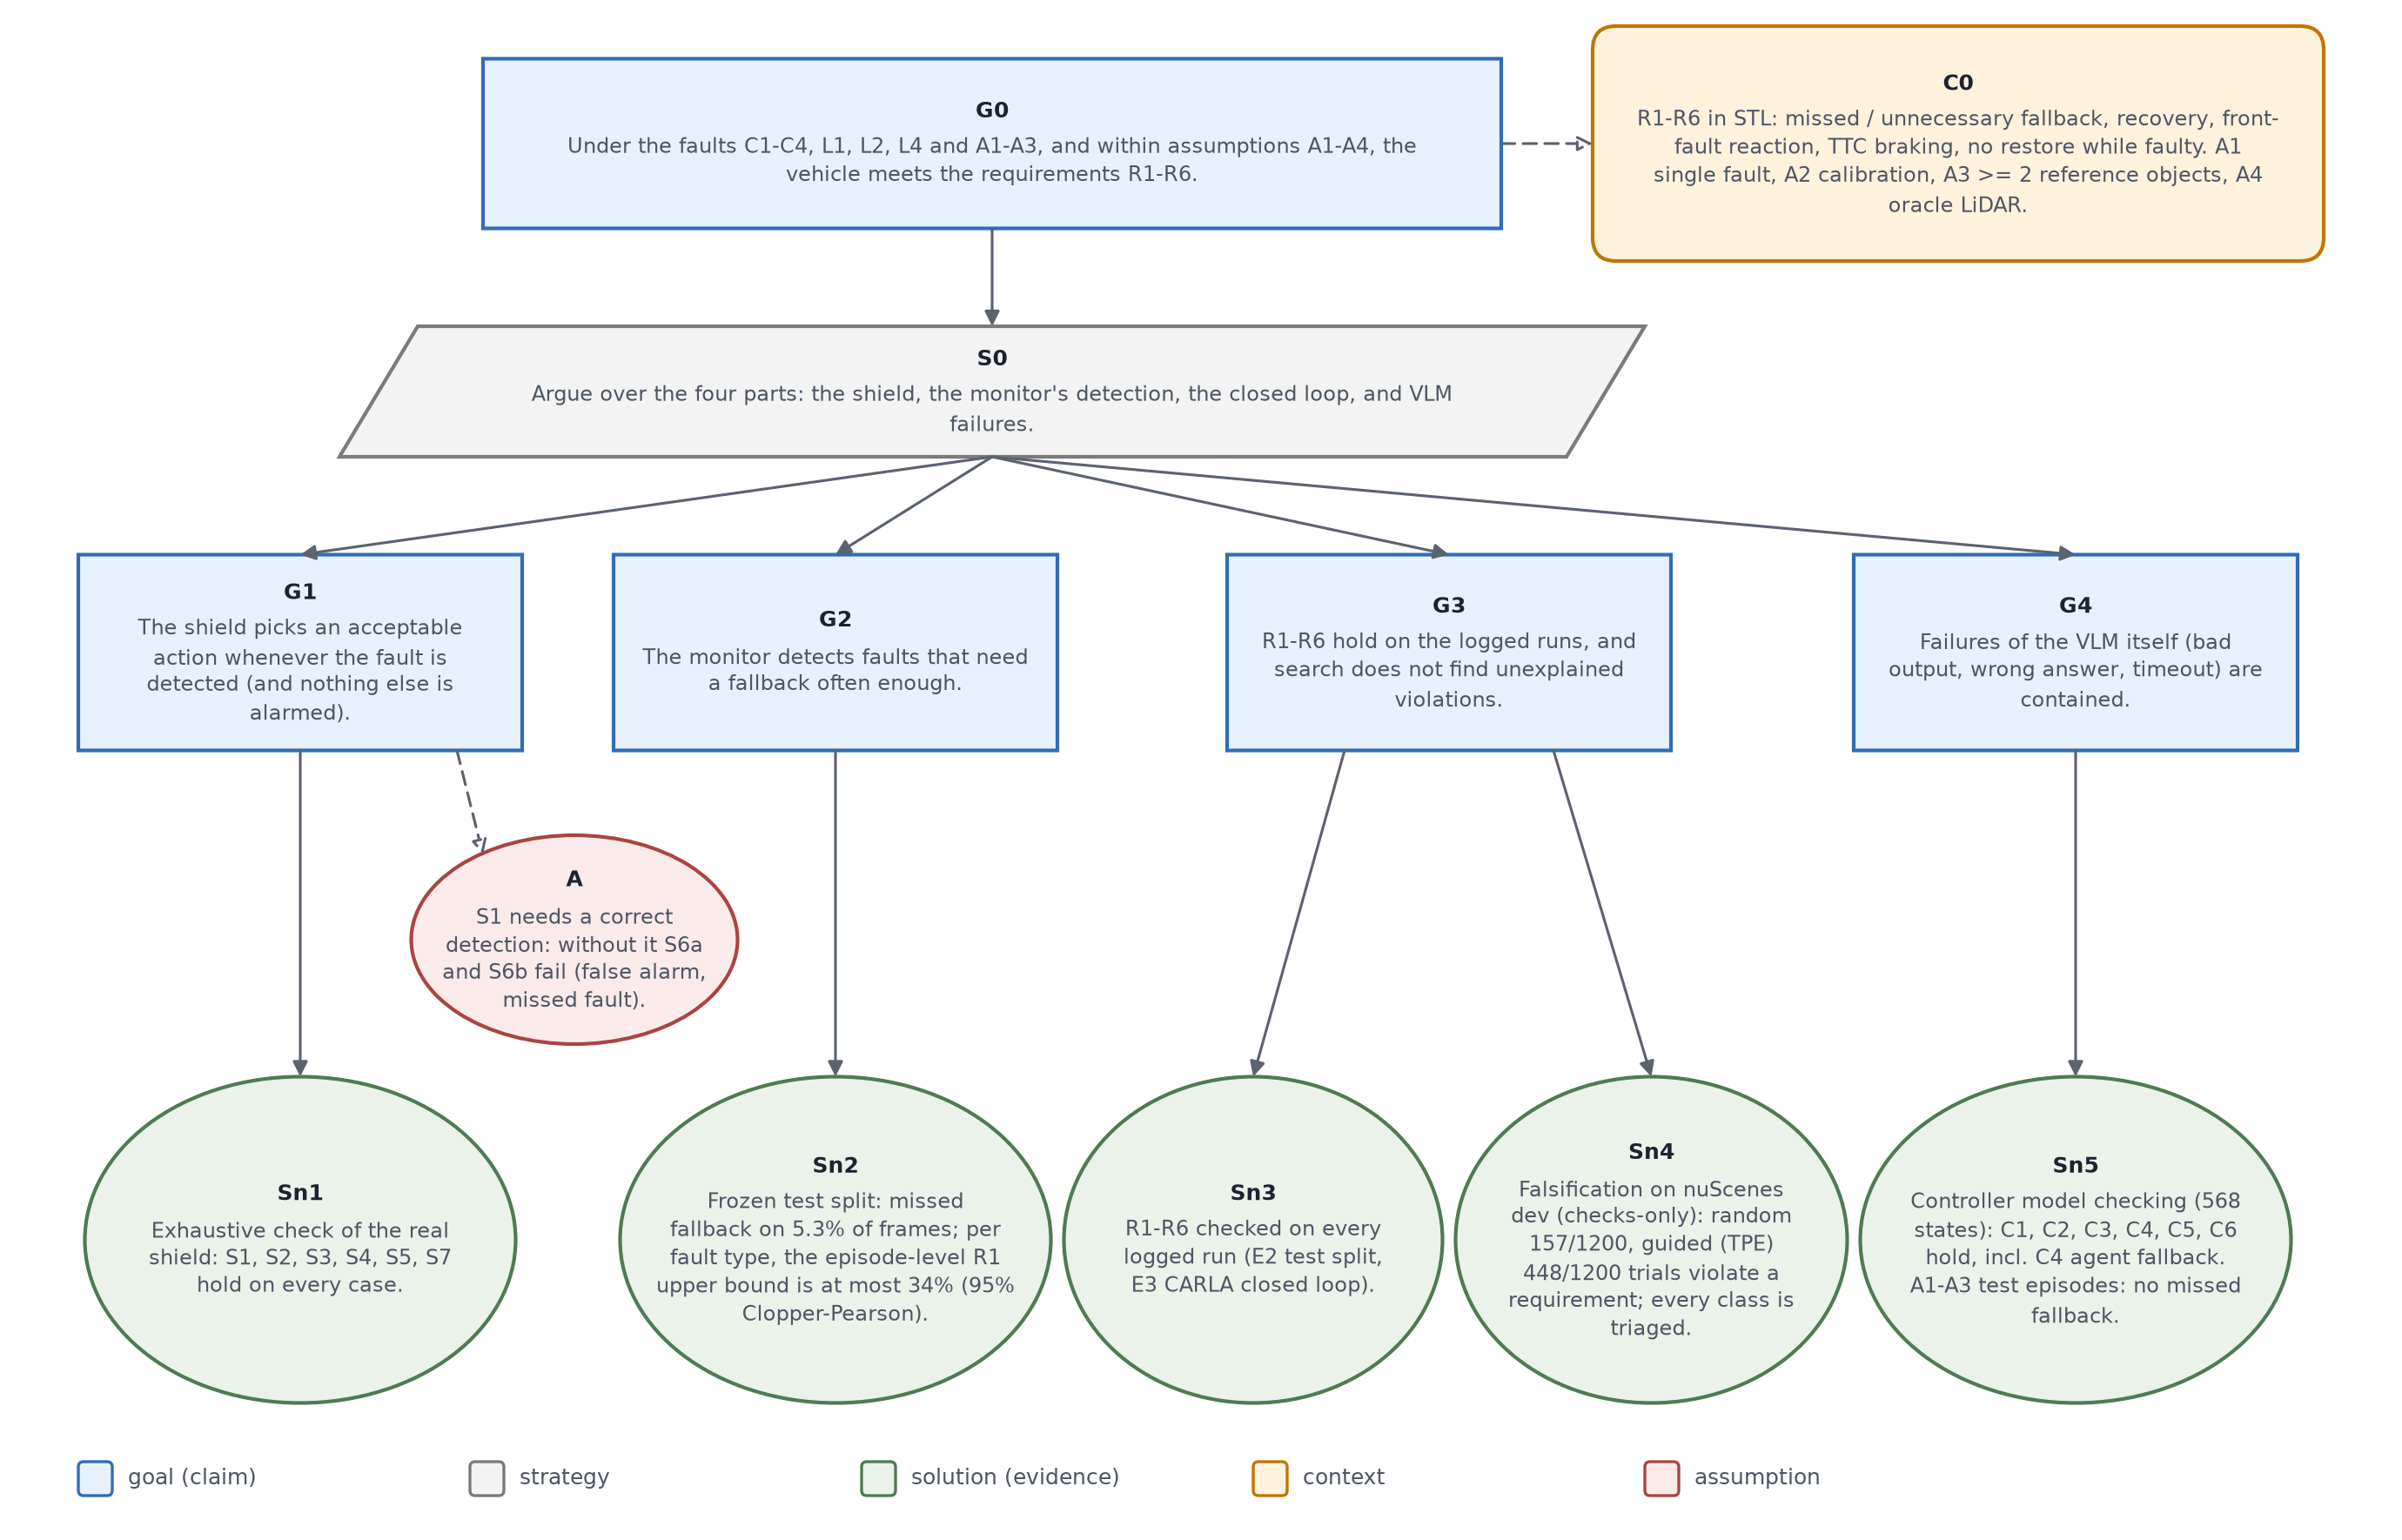 G0
Under the faults C1-C4, L1, L2, L4 and A1-A3, and within assumptions A1-A4, the
vehicle meets the requirements R1-R6.
C0
R1-R6 in STL: missed / unnecessary fallback, recovery, front-
fault reaction, TTC braking, no restore while faulty. A1
single fault, A2 calibration, A3 >= 2 reference objects, A4
oracle LiDAR.
S0
Argue over the four parts: the shield, the monitor's detection, the closed loop, and VLM
failures.
G1
The shield picks an acceptable
action whenever the fault is
detected (and nothing else is
alarmed).
G2
The monitor detects faults that need
a fallback often enough.
G3
R1-R6 hold on the logged runs, and
search does not find unexplained
violations.
G4
Failures of the VLM itself (bad
output, wrong answer, timeout) are
contained.
A
S1 needs a correct
detection: without it S6a
and S6b fail (false alarm,
missed fault).
Sn1
Exhaustive check of the real
shield: S1, S2, S3, S4, S5, S7
hold on every case.
Sn2
Frozen test split: missed
fallback on 5.3% of frames; per
fault type, the episode-level R1
upper bound is at most 34% (95%
Clopper-Pearson).
Sn3
R1-R6 checked on every
logged run (E2 test split,
E3 CARLA closed loop).
Sn4
Falsification on nuScenes
dev (checks-only): random
157/1200, guided (TPE)
448/1200 trials violate a
requirement; every class is
triaged.
Sn5
Controller model checking (568
states): C1, C2, C3, C4, C5, C6
hold, incl. C4 agent fallback.
A1-A3 test episodes: no missed
fallback.
goal (claim)
strategy
solution (evidence)
context
assumption